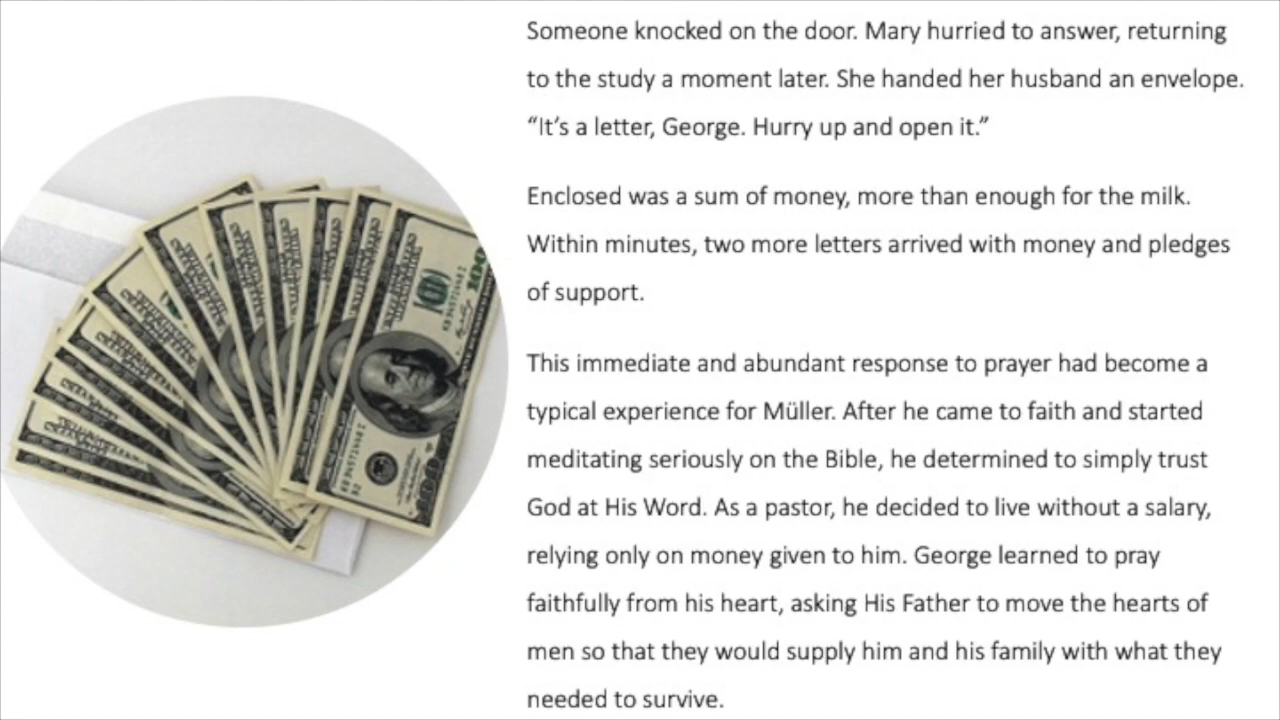 Someone knocked on the door. Mary hurried to answer, returning
to the study a moment later. She handed her husband an envelope.
“It’s a letter, George. Hurry up and open it.”
Enclosed was a sum of money, more than enough for the milk.
Within minutes, two more letters arrived with money and pledges
of support.
This immediate and abundant response to prayer had become a
typical experience for Müller. After he came to faith and started
meditating seriously on the Bible, he determined to simply trust
God at His Word. As a pastor, he decided to live without a salary,
relying only on money given to him. George learned to pray
faithfully from his heart, asking His Father to move the hearts of
men so that they would supply him and his family with what they
needed to survive.